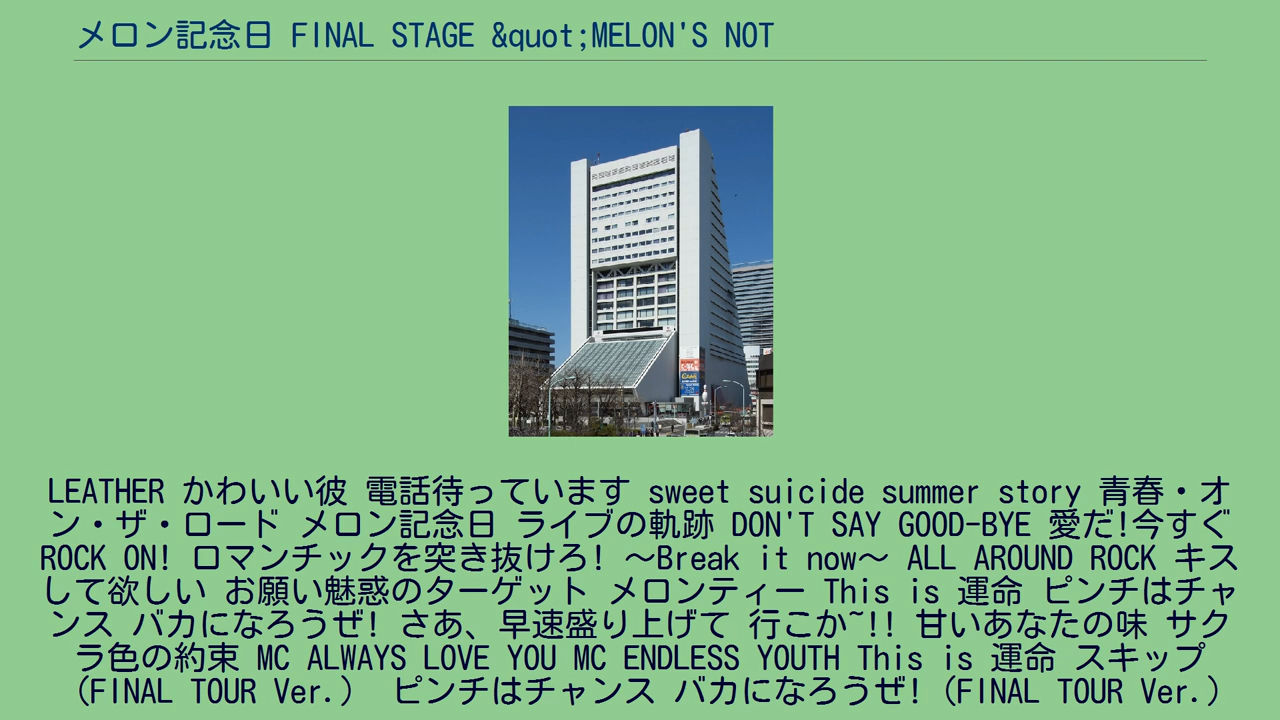 メロン記念日 FINAL STAGE &quot;MELON'S NOT
LEATHER かわいい彼 電話待っています sweet suicide summer story 青春・オ
ン・ザ・ロード メロン記念日 ライブの軌跡 DON'T SAY GOOD-BYE 愛だ!今すぐ
ROCK ON! ロマンチックを突き抜けろ! ～Break it now～ ALL AROUND ROCK キス
して欲しい お願い魅惑のターゲット メロンティー This is 運命 ピンチはチャ
ンス バカになろうぜ! さあ、早速盛り上げて 行こか~!! 甘いあなたの味 サク
ラ色の約束 MC ALWAYS LOVE YOU MC ENDLESS YOUTH This is 運命 スキップ
（FINAL TOUR Ver.） ピンチはチャンス バカになろうぜ!（FINAL TOUR Ver.）